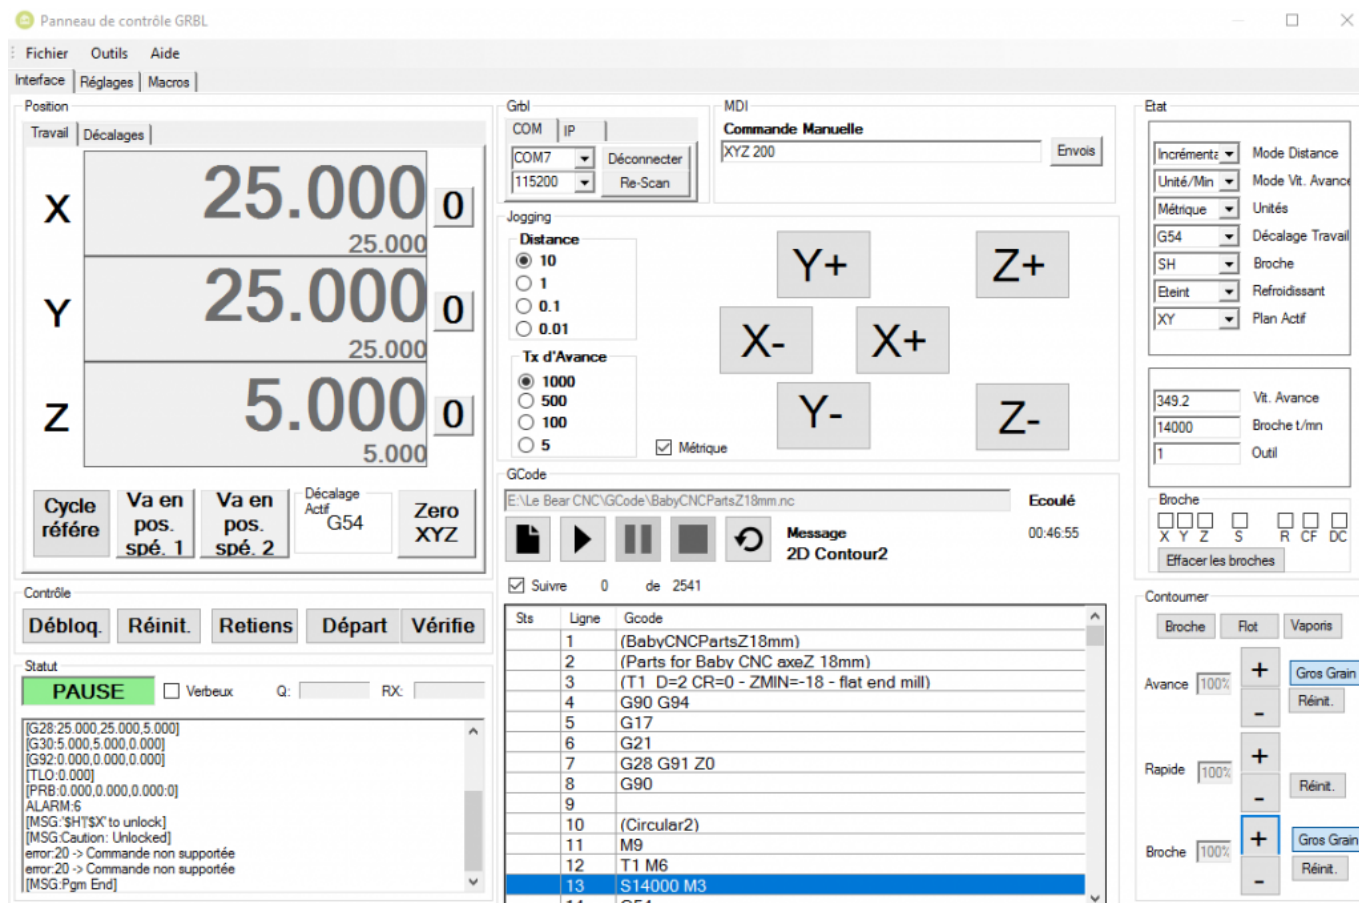 Panneau de contrôle GRBL
Fichier Outils Aide
Interface Réglages Macros
Position
Travail Décalages
X 25.000 0
25.000
Y 25.000 0
25.000
Z 5.000 0
5.000
Cycle référe
Va en pos. spé. 1
Va en pos. spé. 2
Décalage Actif G54
Zero XYZ
Contrôle
Débloq. Réinit. Retiens Départ Vérifie
Statut
PAUSE Verbeux Q: RX:
[G28:25.000,25.000,5.000]
[G30:5.000,5.000,0.000]
[G92:0.000,0.000,0.000]
[TLO:0.000]
[PRB:0.000,0.000,0.000:0]
ALARM:6
[MSG:'$H'|'$X' to unlock]
[MSG:Caution: Unlocked]
error:20 -> Commande non supportée
error:20 -> Commande non supportée
[MSG:Pgm End]
Grbl
COM IP
COM7 Déconnecter
115200 Re-Scan
MDI
Commande Manuelle
XYZ 200 Envois
Jogging
Distance
10
1
0.1
0.01
Tx d'Avance
1000
500
100
5
Métrique
Y+ Z+
X- X+
Y- Z-
GCode
E:\Le Bear CNC\GCode\BabyCNCPartsZ18mm.nc Ecoulé
Message 00:46:55
2D Contour2
Suivre 0 de 2541
Sts Ligne Gcode
1 (BabyCNCPartsZ18mm)
2 (Parts for Baby CNC axeZ 18mm)
3 (T1 D=2 CR=0 - ZMIN=-18 - flat end mill)
4 G90 G94
5 G17
6 G21
7 G28 G91 Z0
8 G90
9
10 (Circular2)
11 M9
12 T1 M6
13 S14000 M3
14 G54
Etat
Incrémenta Mode Distance
Unité/Min Mode Vit. Avance
Métrique Unités
G54 Décalage Travail
SH Broche
Eteint Refroidissant
XY Plan Actif
349.2 Vit. Avance
14000 Broche t/mn
1 Outil
Broche
X Y Z S R CF DC
Effacer les broches
Contourner
Broche Flot Vaporis
Avance 100% + - Gros Grain Réinit.
Rapide 100% + - Réinit.
Broche 100% + - Gros Grain Réinit.